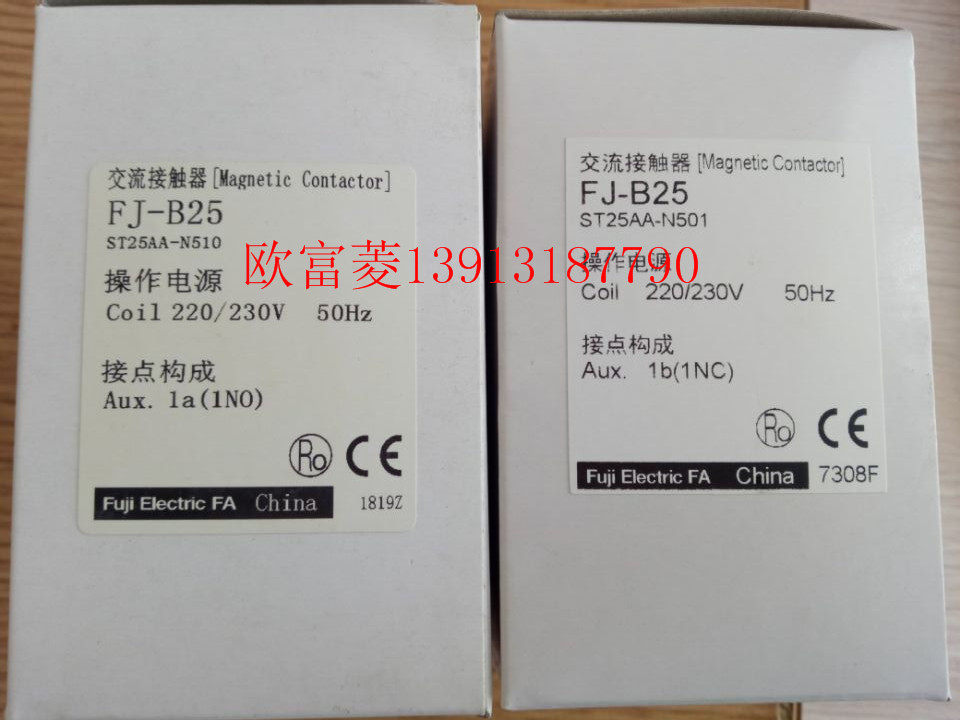 交流接触器[Magnetic Contactor]
FJ-B25
ST25AA-N510
操作电源
Coil 220/230V 50Hz
接点构成
Aux. 1a(1NO)
Ro CE
Fuji Electric FA China 1819Z
交流接触器[Magnetic Contactor]
FJ-B25
ST25AA-N501
操作电源
Coil 220/230V 50Hz
接点构成
Aux. 1b(1NC)
Ro CE
Fuji Electric FA China 7308F
欧富菱13913187790